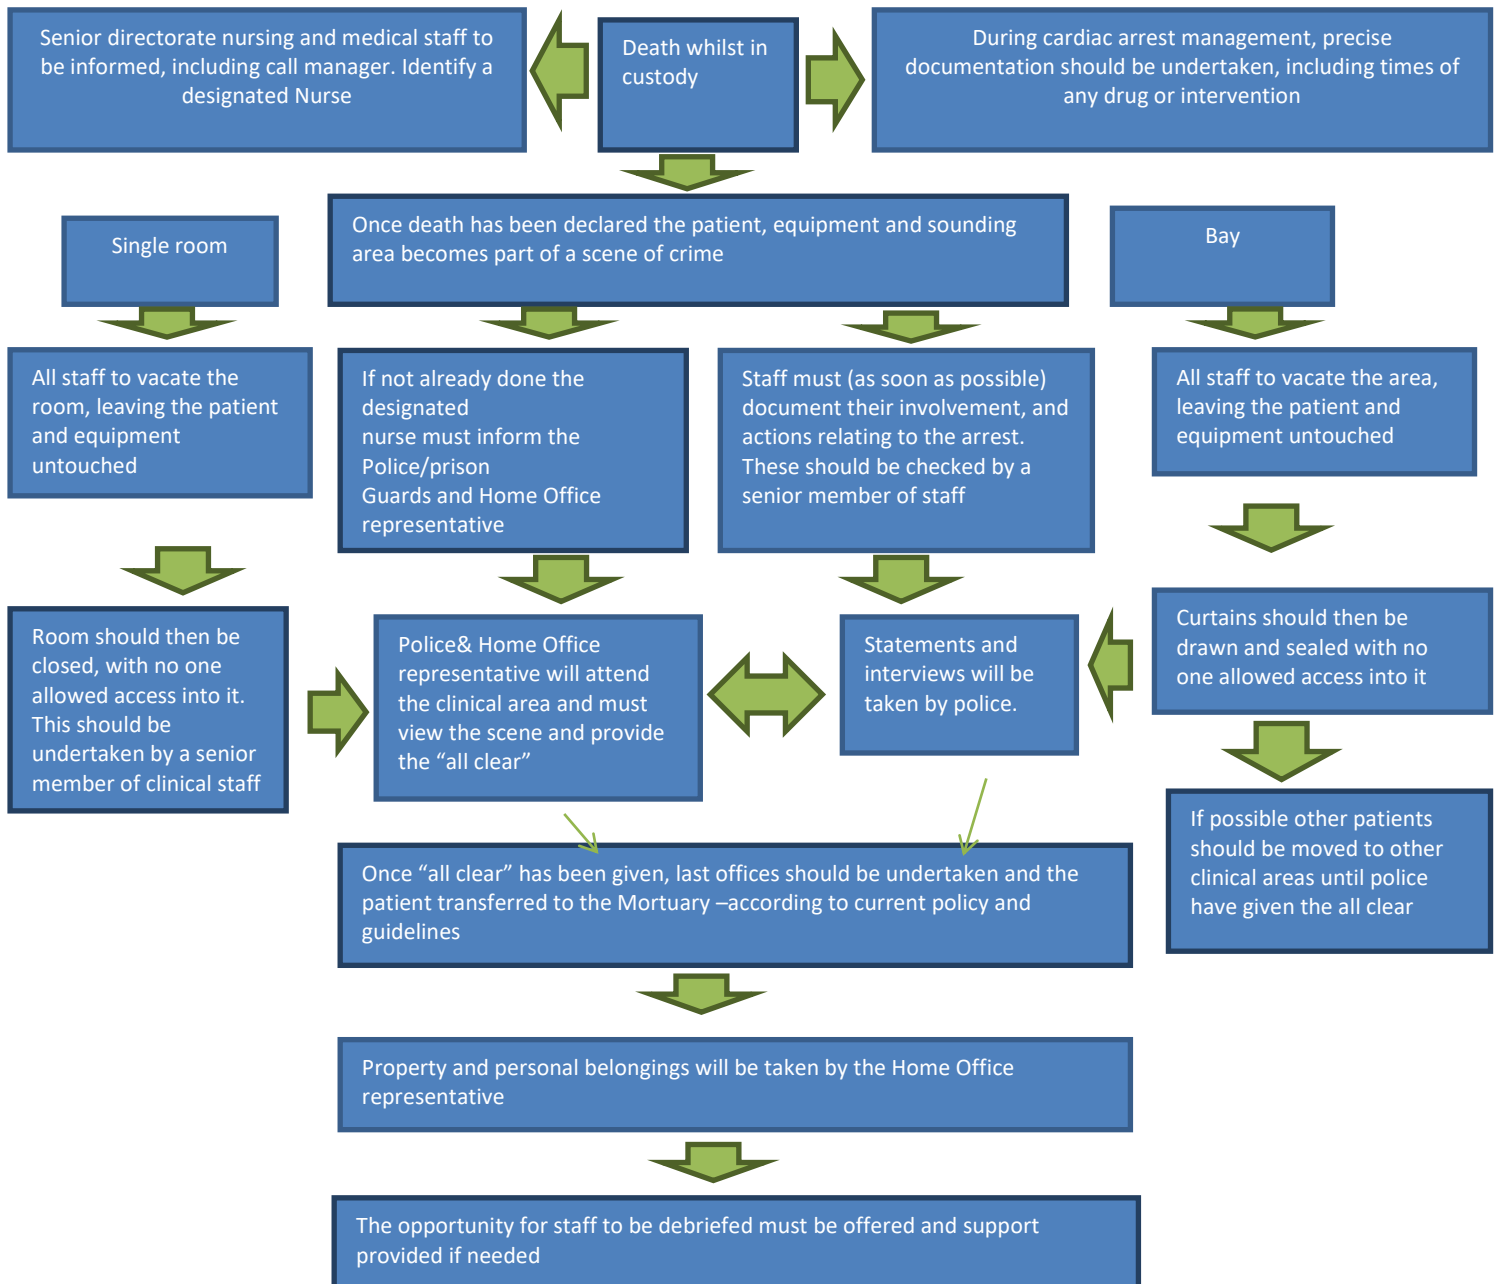 Senior directorate nursing and medical staff to
be informed, including call manager. Identify a
designated Nurse
Death whilst in
custody
During cardiac arrest management, precise
documentation should be undertaken, including times of
any drug or intervention
Single room
Once death has been declared the patient, equipment and sounding
area becomes part of a scene of crime
Bay
All staff to vacate the
room, leaving the patient
and equipment
untouched
If not already done the
designated
nurse must inform the
Police/prison
Guards and Home Office
representative
Staff must (as soon as possible)
document their involvement, and
actions relating to the arrest.
These should be checked by a
senior member of staff
All staff to vacate the area,
leaving the patient and
equipment untouched
Room should then be
closed, with no one
allowed access into it.
This should be
undertaken by a senior
member of clinical staff
Police& Home Office
representative will attend
the clinical area and must
view the scene and provide
the “all clear”
Statements and
interviews will be
taken by police.
Curtains should then be
drawn and sealed with no
one allowed access into it
If possible other patients
should be moved to other
clinical areas until police
have given the all clear
Once “all clear” has been given, last offices should be undertaken and the
patient transferred to the Mortuary –according to current policy and
guidelines
Property and personal belongings will be taken by the Home Office
representative
The opportunity for staff to be debriefed must be offered and support
provided if needed